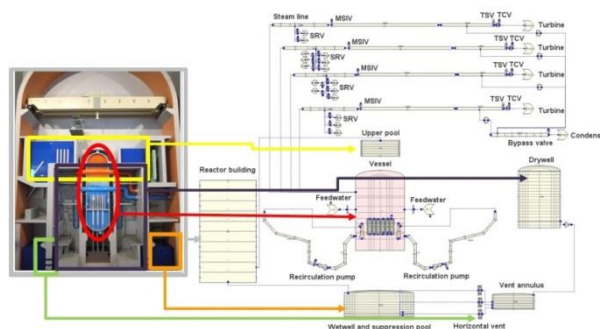 Steam line
MSIV
TSV TCV
Turbine
SRV
MSIV
TSV TCV
Turbine
SRV
SRV
MSIV
TSV TCV
Turbine
SRV
SRV
MSIV
TSV TCV
Turbine
SRV
Upper pool
Bypass valve
Condens
Reactor building
Vessel
Drywell
Feedwater
Feedwater
Recirculation pump
Recirculation pump
Vent annulus
Wetwell and suppression pool
Horizontal vent